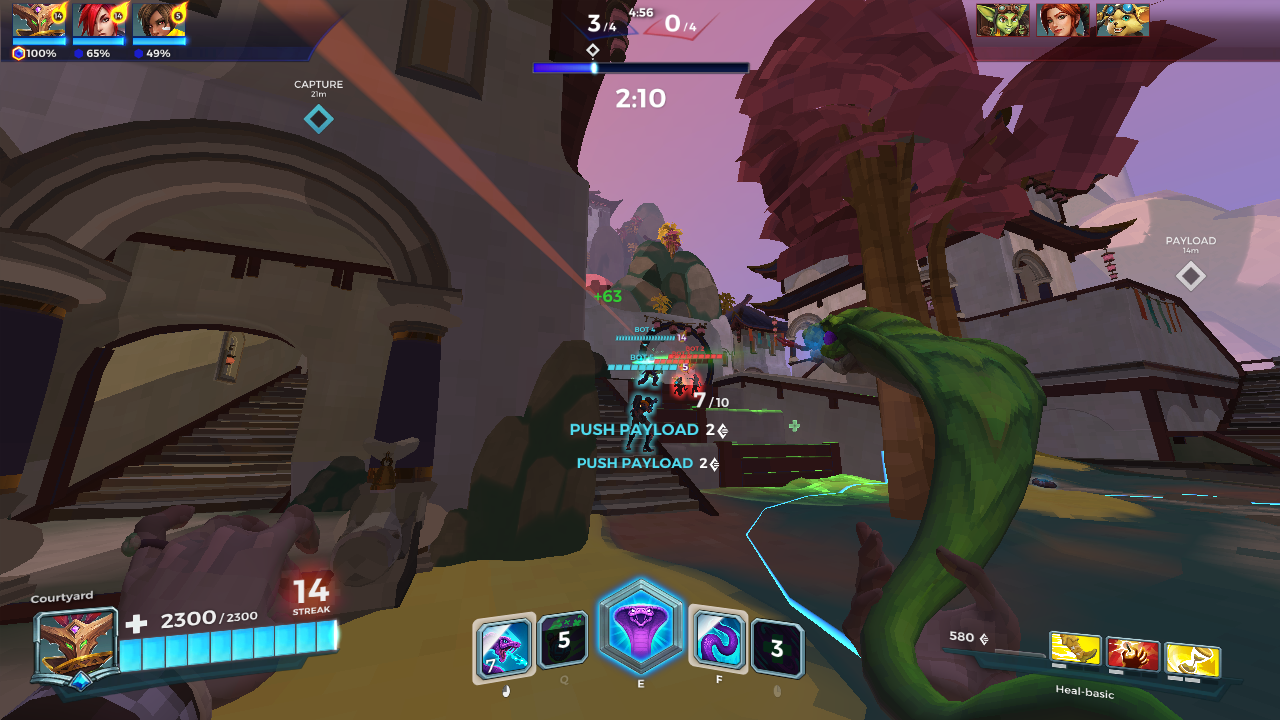 14
14
5
100%
65%
49%
4:56
3/4
0/4
2:10
CAPTURE
21m
PAYLOAD
14m
+63
BOT 4
14
5
7/10
PUSH PAYLOAD 2
PUSH PAYLOAD 2
Courtyard
2300/2300
14
STREAK
7
5
Q
E
F
3
580
Heal-basic